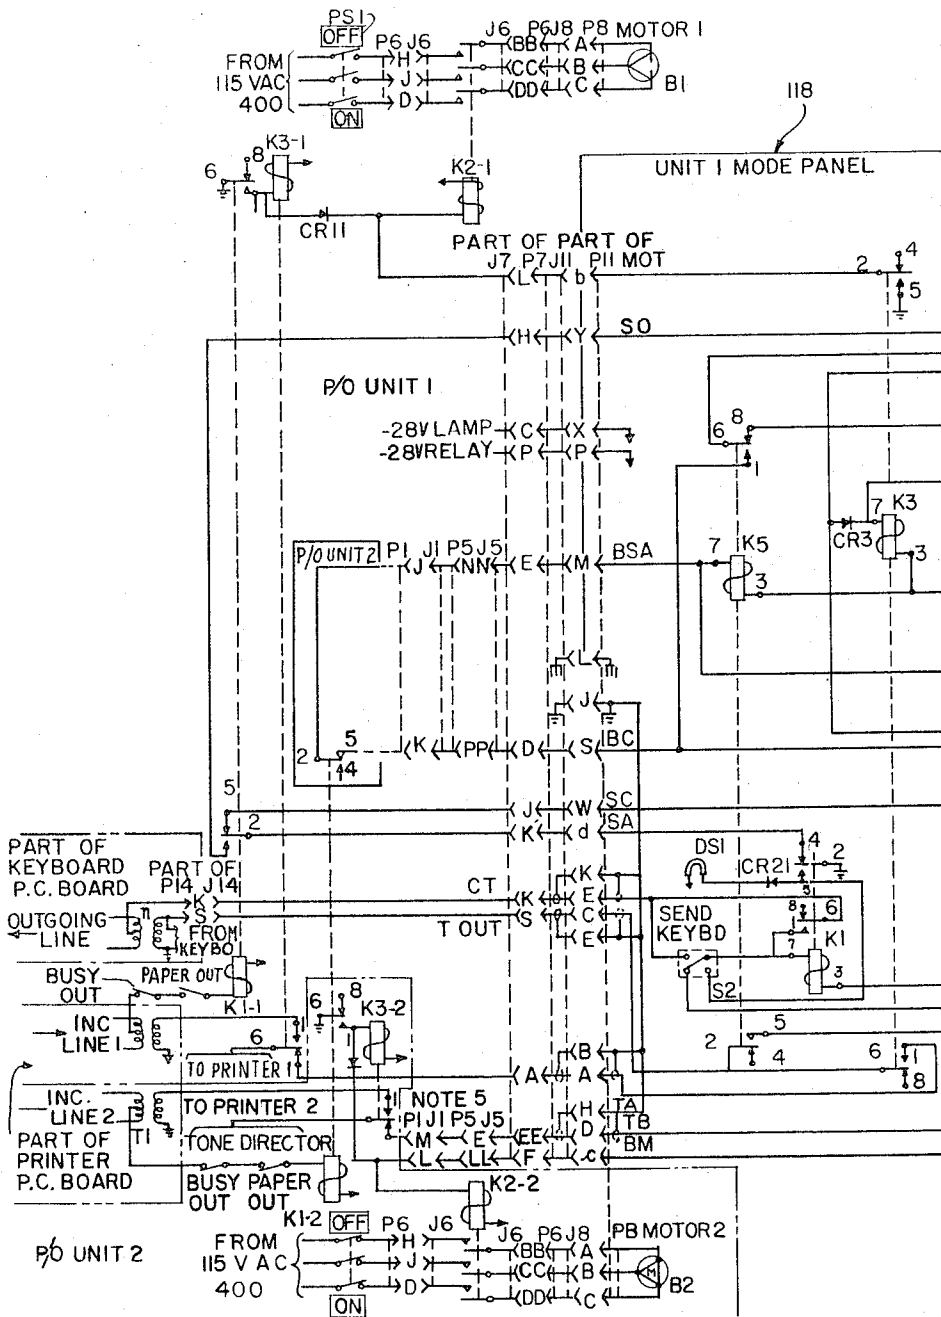 PS1
OFF
P6 J6
J6 P6 J8 P8 MOTOR 1
FROM
115 VAC
400
H
J
D
BB A
CC B
DD C
B1
ON
118
K3-1
8
6
K2-1
UNIT 1 MODE PANEL
CR11
PART OF PART OF
J7 P7 J11 P11 MOT
L b
2
4
5
H Y SO
P/O UNIT 1
-28V LAMP C X
-28V RELAY P P
8
6
1
7 K3
CR3
3
P/O UNIT 2
P1 J1 P5 J5
J NN E M BSA
7 K5
3
L
J
2
5
4
K PP D S BC
5
J W SC
2
K d SA
PART OF
KEYBOARD
P.C. BOARD
PART OF
P14 J14
K
S
OUTGOING
LINE
T1
FROM
KEYBD
CT K K
E
T OUT S C
E
DS1
CR21
4
2
5
8
6
7
K1
3
SEND
KEYBD
S2
BUSY
OUT
PAPER OUT
K1-1
INC
LINE 1
1
6
TO PRINTER 1
6
8
K3-2
1
B
A A
2
5
4
6
1
8
INC.
LINE 2
T1
TO PRINTER 2
1
NOTE 5
P1 J1 P5 J5
H TA
M E EE D TB
L LL F c BM
PART OF
PRINTER
P.C. BOARD
TONE DIRECTOR
BUSY PAPER
OUT OUT
K1-2
K2-2
P/O UNIT 2
OFF
P6 J6
J6 P6 J8 P8 MOTOR 2
FROM
115 VAC
400
H
J
D
BB A
CC B
DD C
M
B2
ON